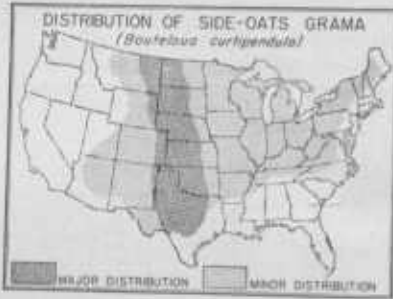 DISTRIBUTION OF SIDE-OATS GRAMA
(Bouteloua curtipendula)
MAJOR DISTRIBUTION
MINOR DISTRIBUTION